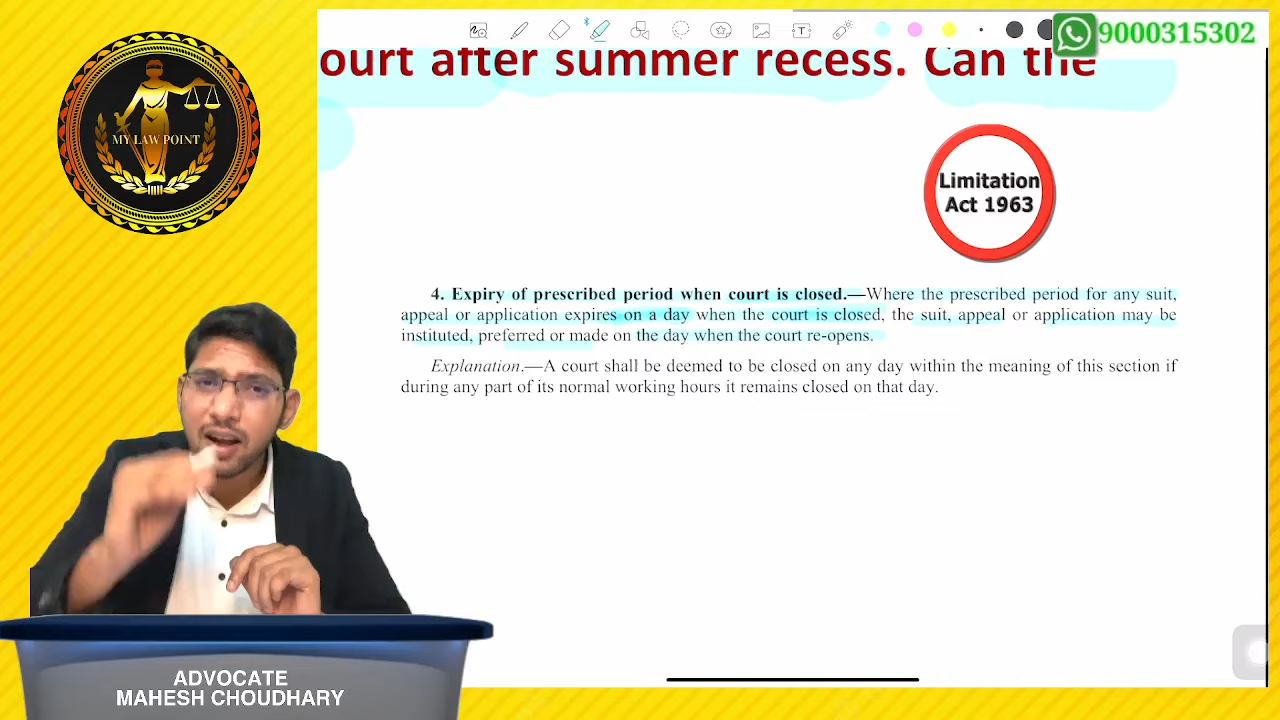 9000315302
ourt after summer recess. Can the
MY LAW POINT
Limitation
Act 1963
4. Expiry of prescribed period when court is closed.—Where the prescribed period for any suit,
appeal or application expires on a day when the court is closed, the suit, appeal or application may be
instituted, preferred or made on the day when the court re-opens.
Explanation.—A court shall be deemed to be closed on any day within the meaning of this section if
during any part of its normal working hours it remains closed on that day.
ADVOCATE
MAHESH CHOUDHARY